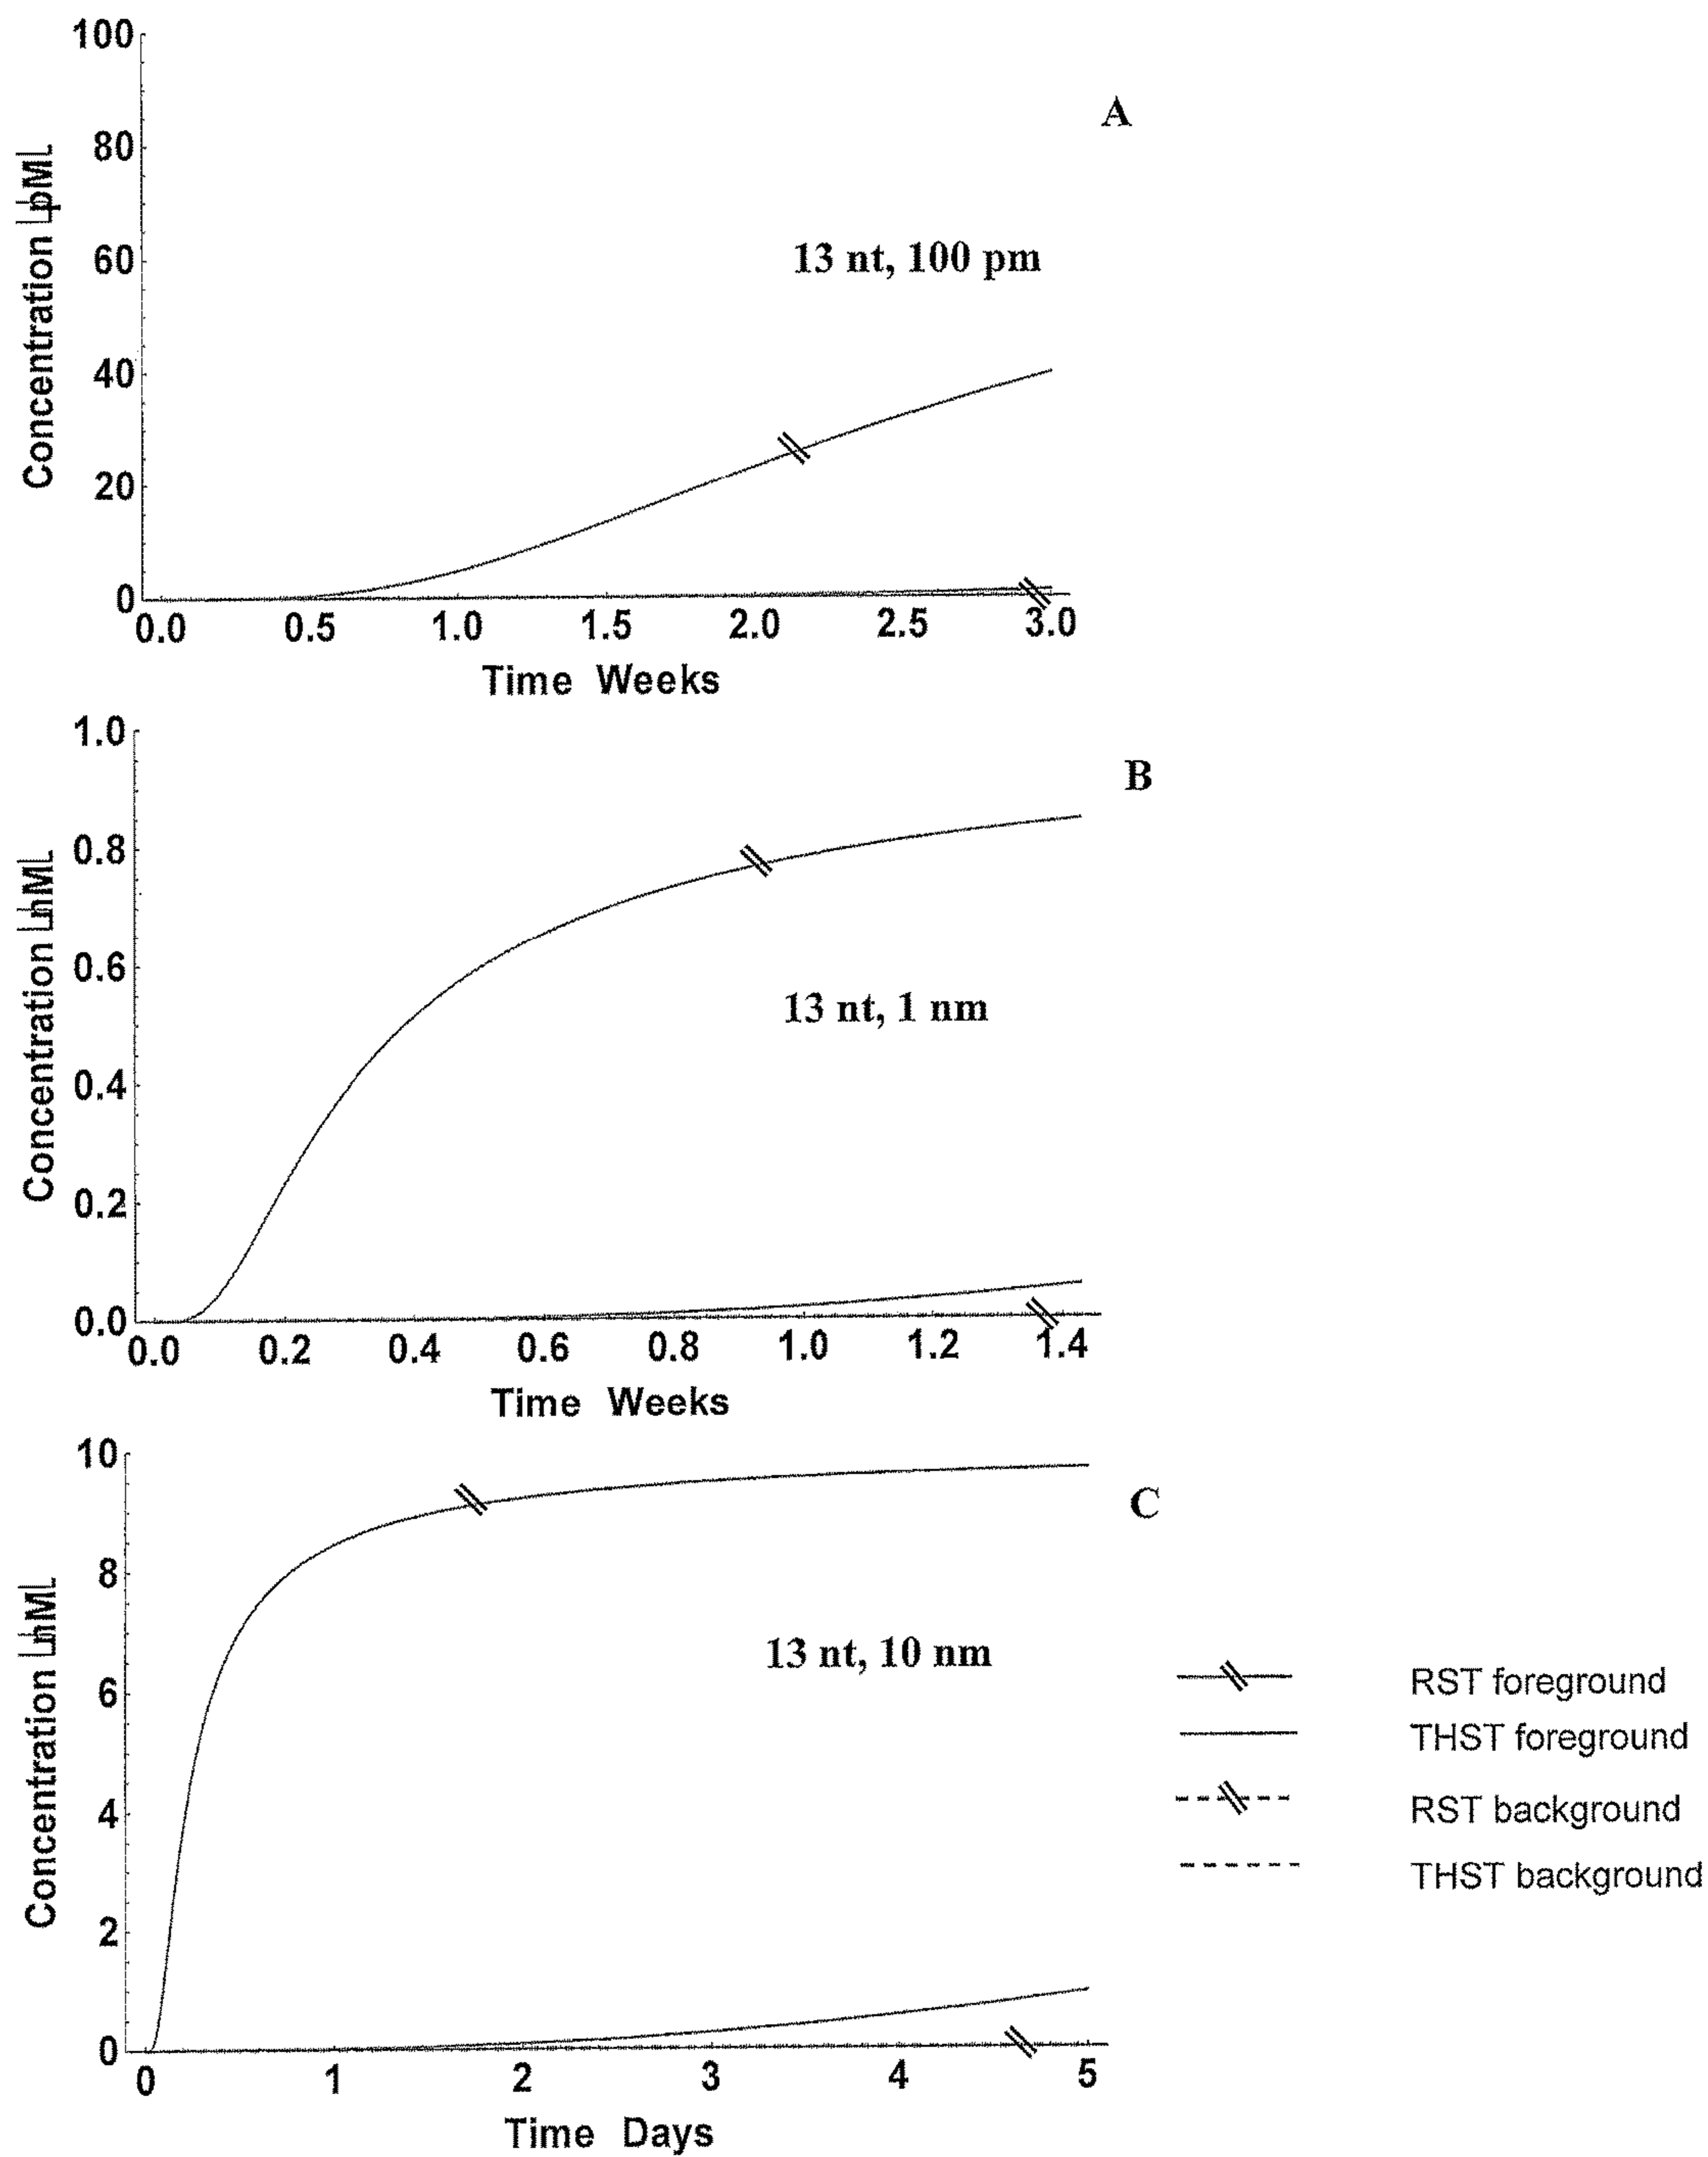 100
A
80
60
13 nt, 100 pm
40
20
0
0.0 0.5 1.0 1.5 2.0 2.5 3.0
Concentration
Time Weeks
1.0
B
0.8
0.6
13 nt, 1 nm
0.4
0.2
0.0
0.0 0.2 0.4 0.6 0.8 1.0 1.2 1.4
Concentration
Time Weeks
10
C
8
13 nt, 10 nm
6
4
2
0
0 1 2 3 4 5
Concentration
Time Days
RST foreground
THST foreground
RST background
THST background